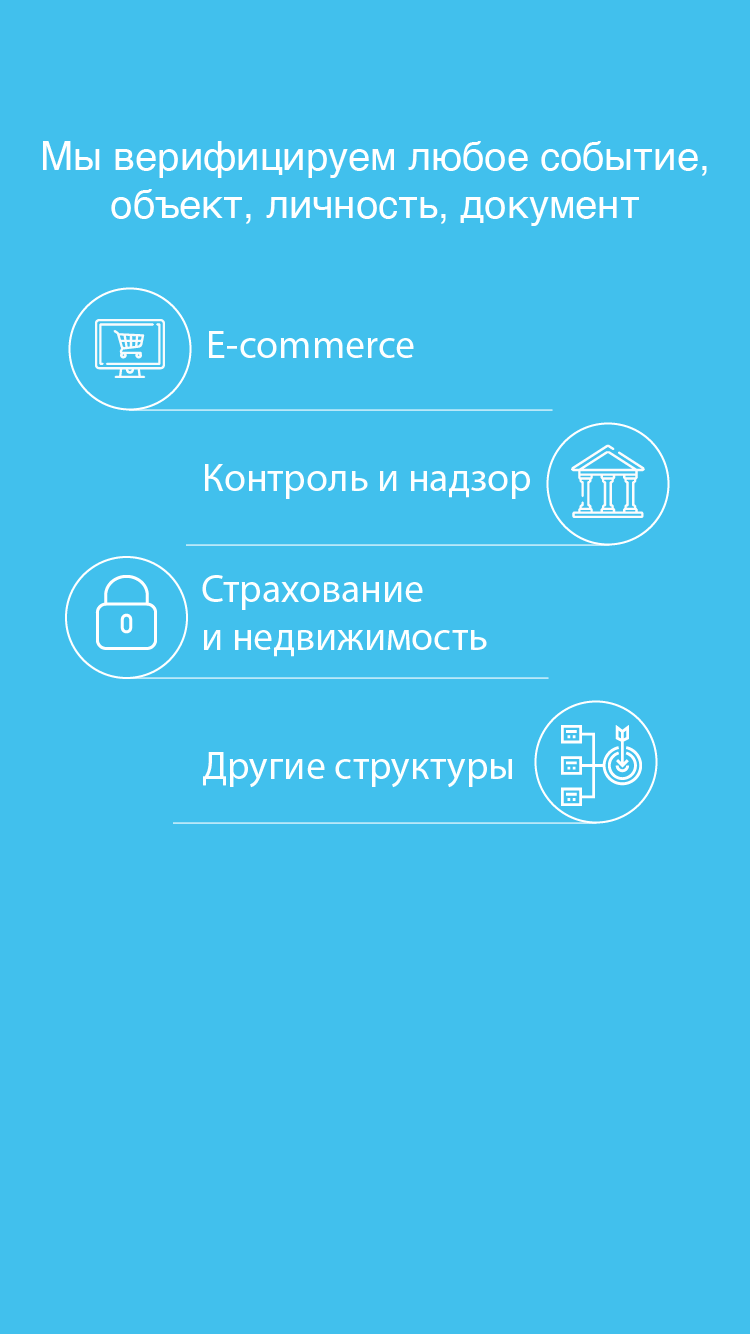 Мы верифицируем любое событие,
объект, личность, документ
E-commerce
Контроль и надзор
Страхование
и недвижимость
Другие структуры